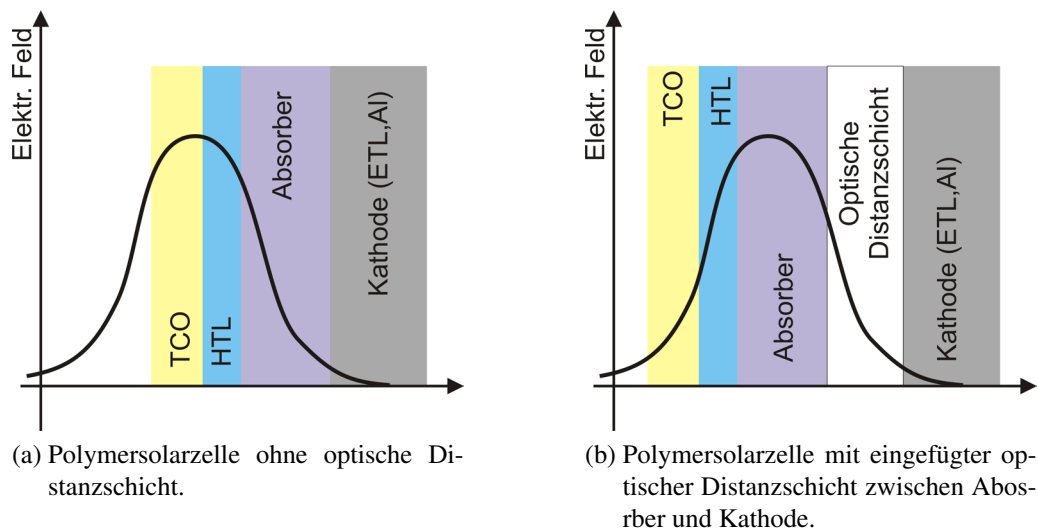 Elektr. Feld
TCO
HTL
Absorber
Kathode (ETL,Al)
(a) Polymersolarzelle ohne optische Di-
stanzschicht.
Elektr. Feld
TCO
HTL
Absorber
Optische
Distanzschicht
Kathode (ETL,Al)
(b) Polymersolarzelle mit eingefügter op-
tischer Distanzschicht zwischen Abos-
rber und Kathode.